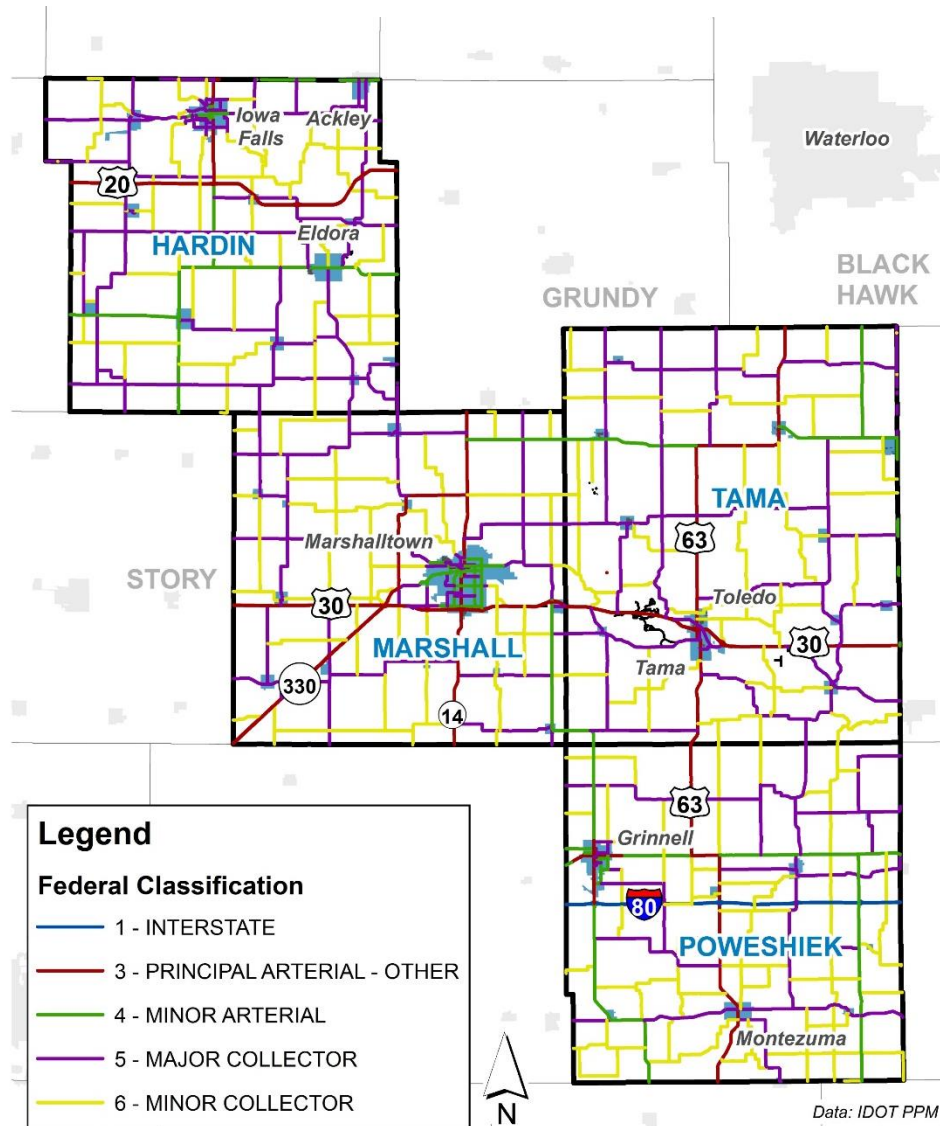 Iowa
Falls
Ackley
Waterloo
20
HARDIN
Eldora
GRUNDY
BLACK
HAWK
TAMA
Marshalltown
63
STORY
30
Toledo
MARSHALL
30
Tama
330
14
63
Grinnell
80
POWESHIEK
Montezuma
Legend
Federal Classification
1 - INTERSTATE
3 - PRINCIPAL ARTERIAL - OTHER
4 - MINOR ARTERIAL
5 - MAJOR COLLECTOR
6 - MINOR COLLECTOR
N
Data: IDOT PPM